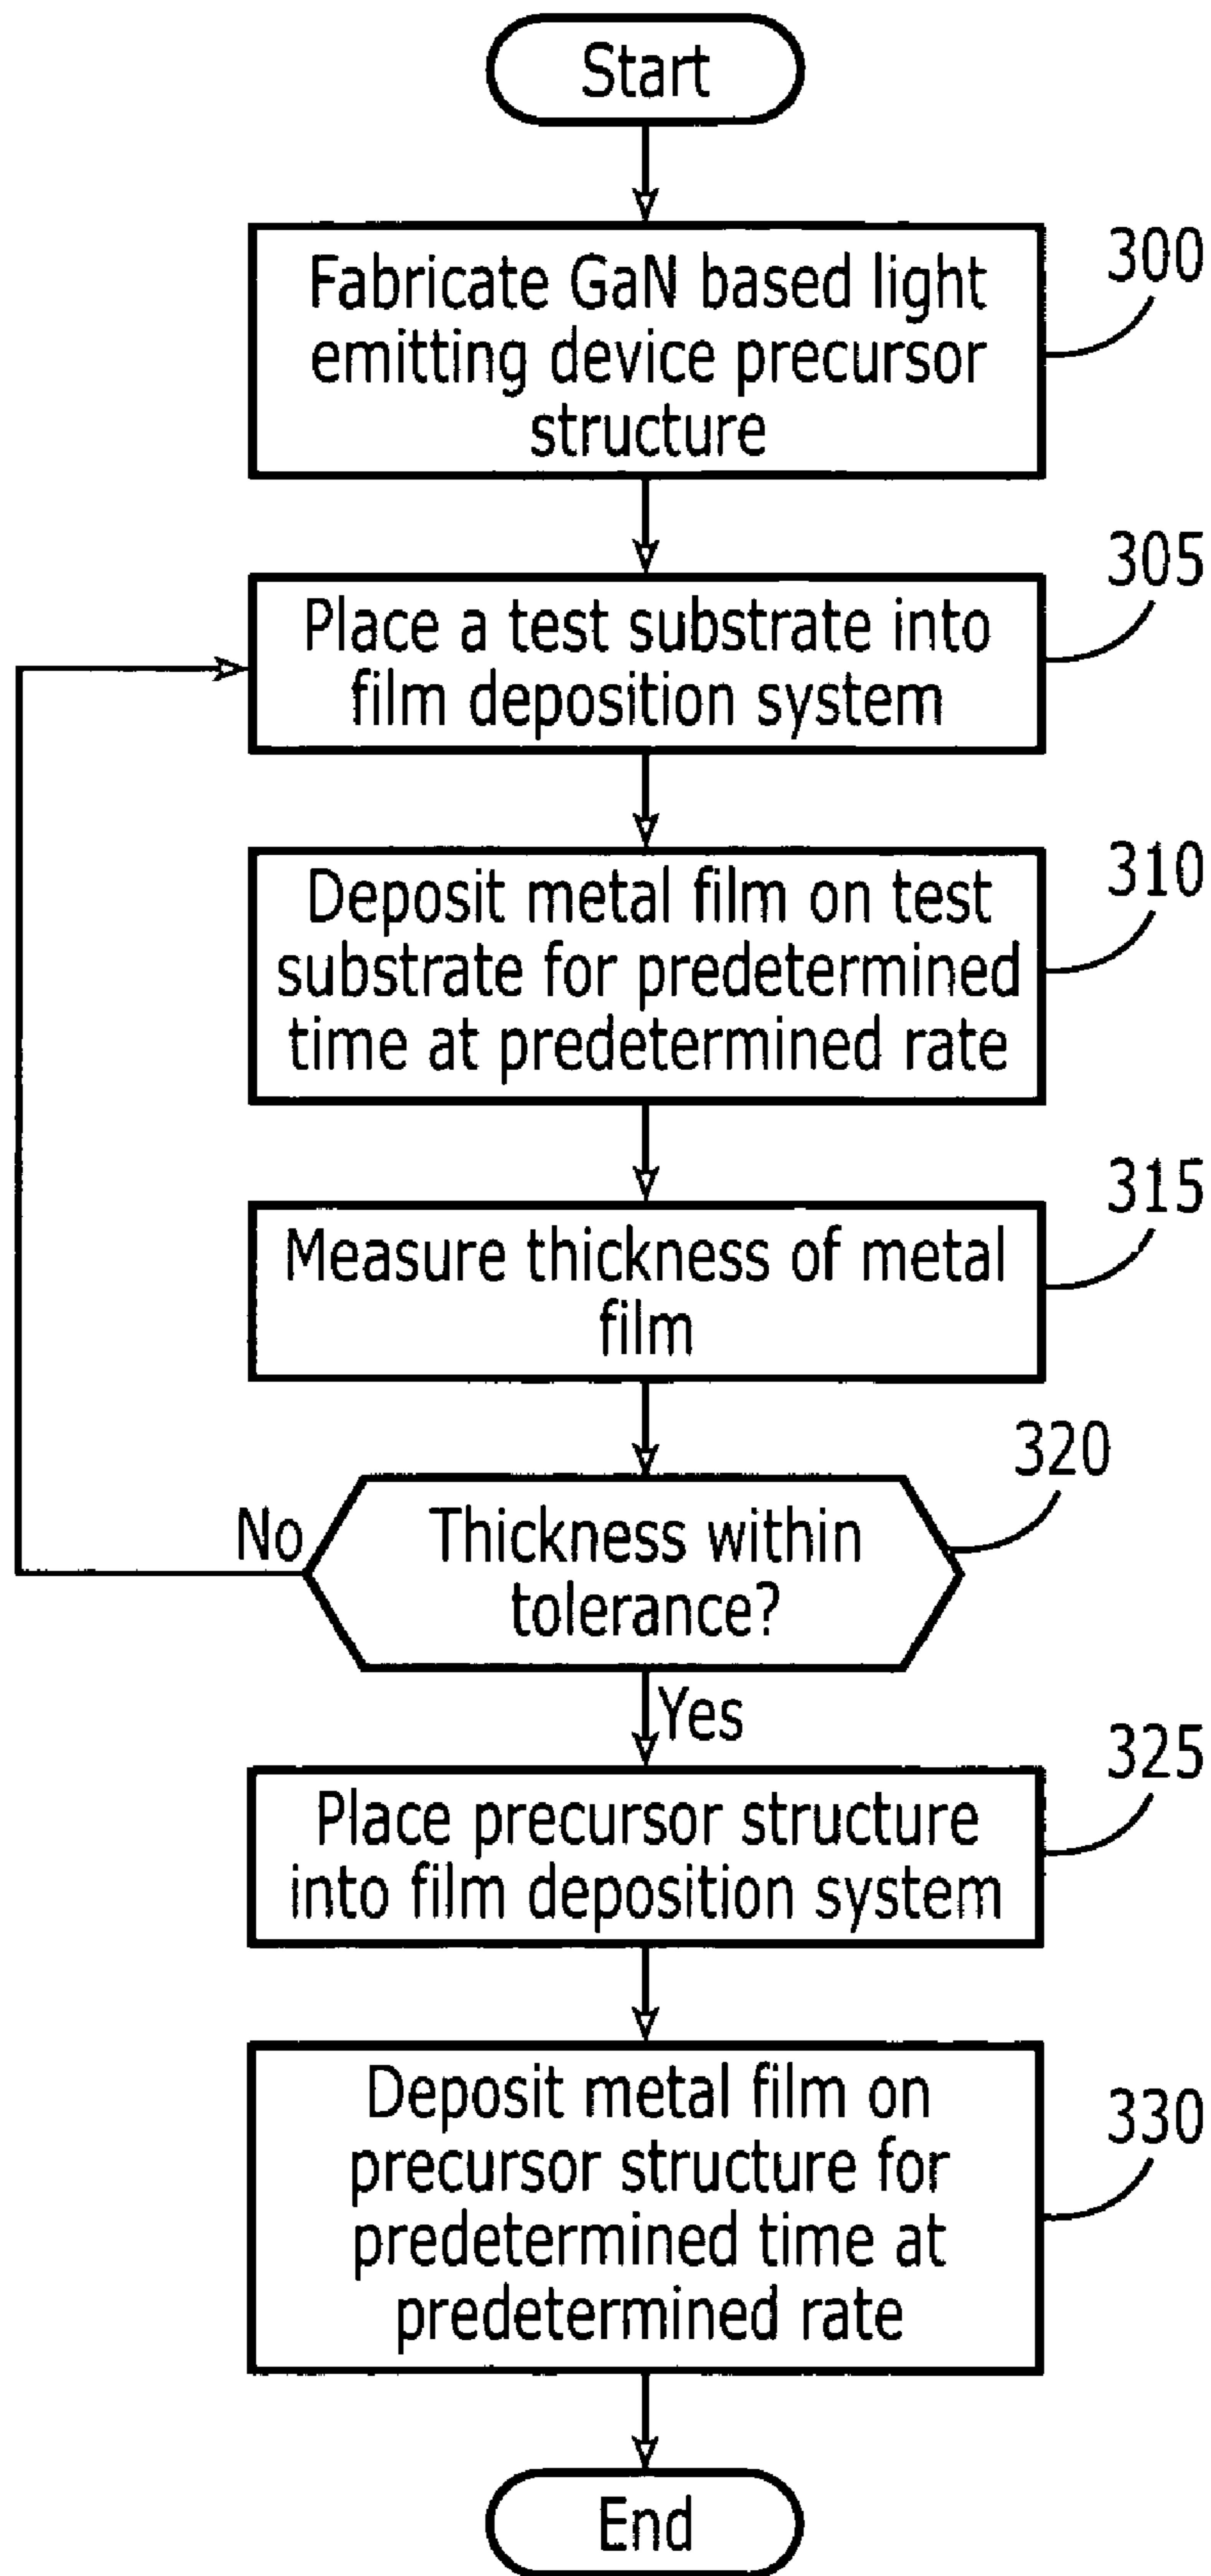 Start
300
Fabricate GaN based light
emitting device precursor
structure
305
Place a test substrate into
film deposition system
310
Deposit metal film on test
substrate for predetermined
time at predetermined rate
315
Measure thickness of metal
film
320
No
Thickness within
tolerance?
Yes
325
Place precursor structure
into film deposition system
330
Deposit metal film on
precursor structure for
predetermined time at
predetermined rate
End